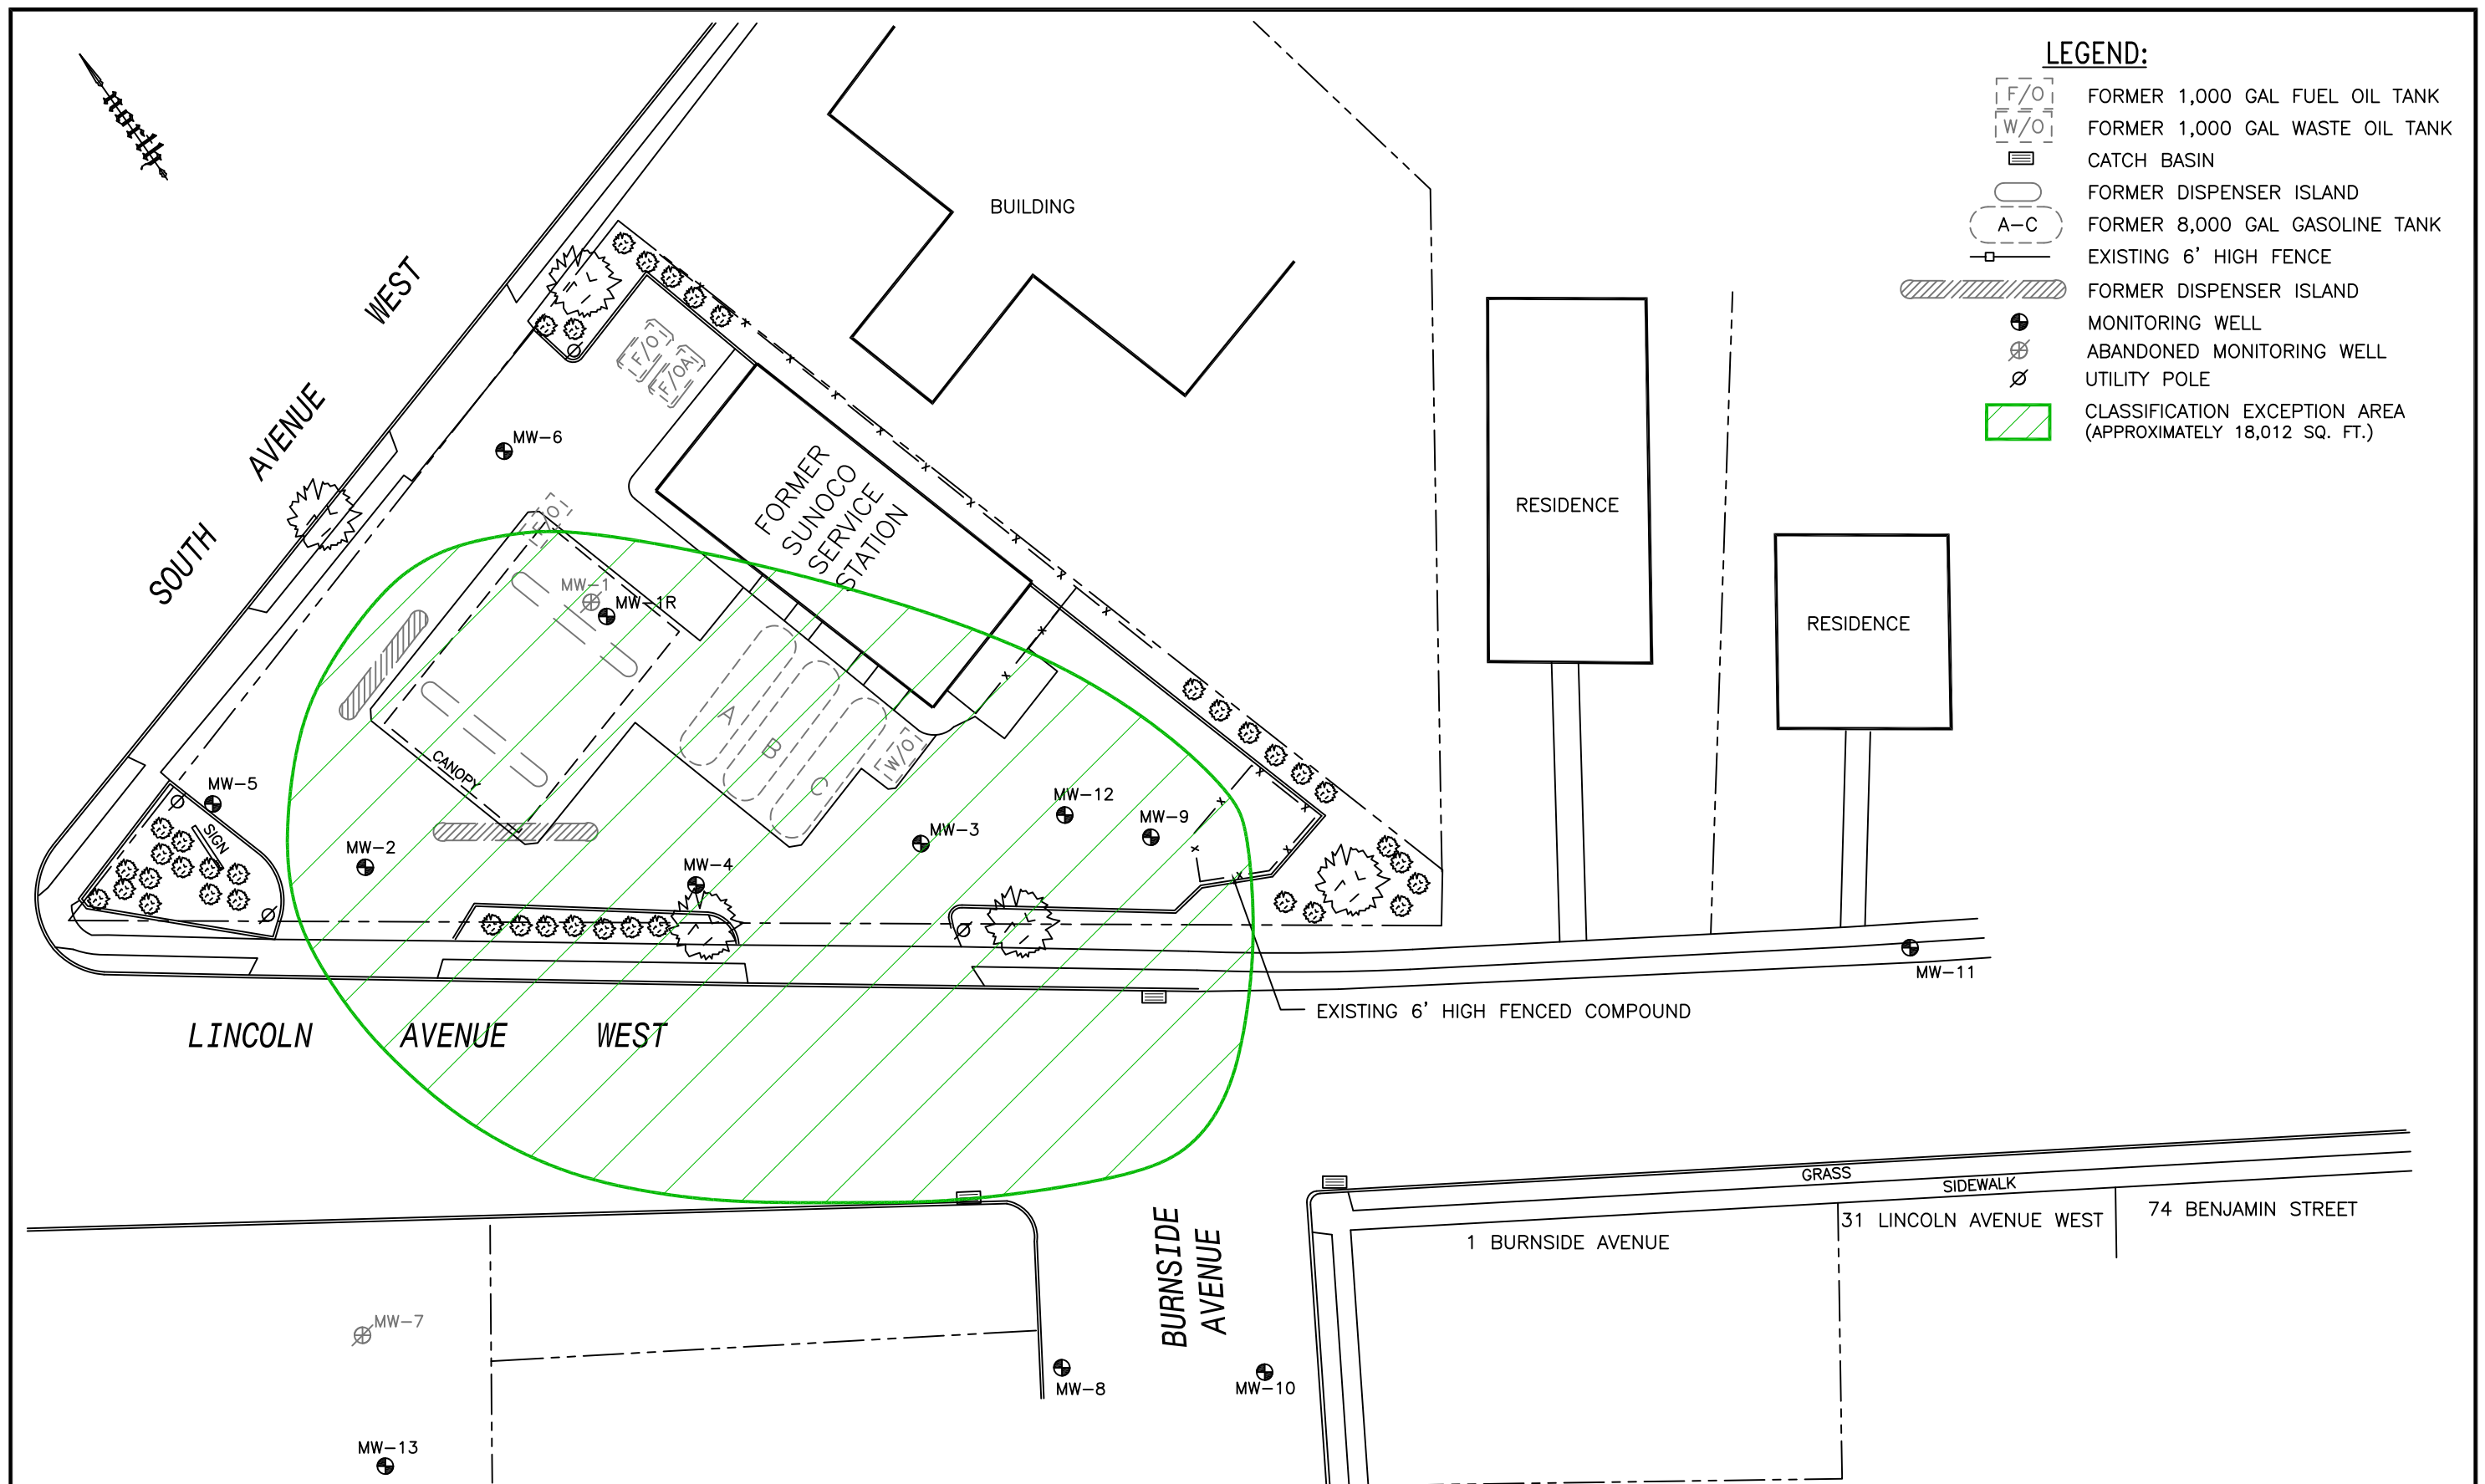 north
LEGEND:
F/O FORMER 1,000 GAL FUEL OIL TANK
W/O FORMER 1,000 GAL WASTE OIL TANK
CATCH BASIN
FORMER DISPENSER ISLAND
A-C FORMER 8,000 GAL GASOLINE TANK
EXISTING 6' HIGH FENCE
FORMER DISPENSER ISLAND
MONITORING WELL
ABANDONED MONITORING WELL
UTILITY POLE
CLASSIFICATION EXCEPTION AREA
(APPROXIMATELY 18,012 SQ. FT.)
BUILDING
SOUTH AVENUE WEST
F/O
F/OA
MW-6
FORMER
SUNOCO
SERVICE
STATION
RESIDENCE
RESIDENCE
F/O
MW-1
MW-1R
A
B
C
W/O
CANOPY
MW-5
SIGN
MW-2
MW-4
MW-3
MW-12
MW-9
MW-11
EXISTING 6' HIGH FENCED COMPOUND
LINCOLN AVENUE WEST
GRASS
SIDEWALK
1 BURNSIDE AVENUE
31 LINCOLN AVENUE WEST
74 BENJAMIN STREET
BURNSIDE
AVENUE
MW-7
MW-8
MW-10
MW-13